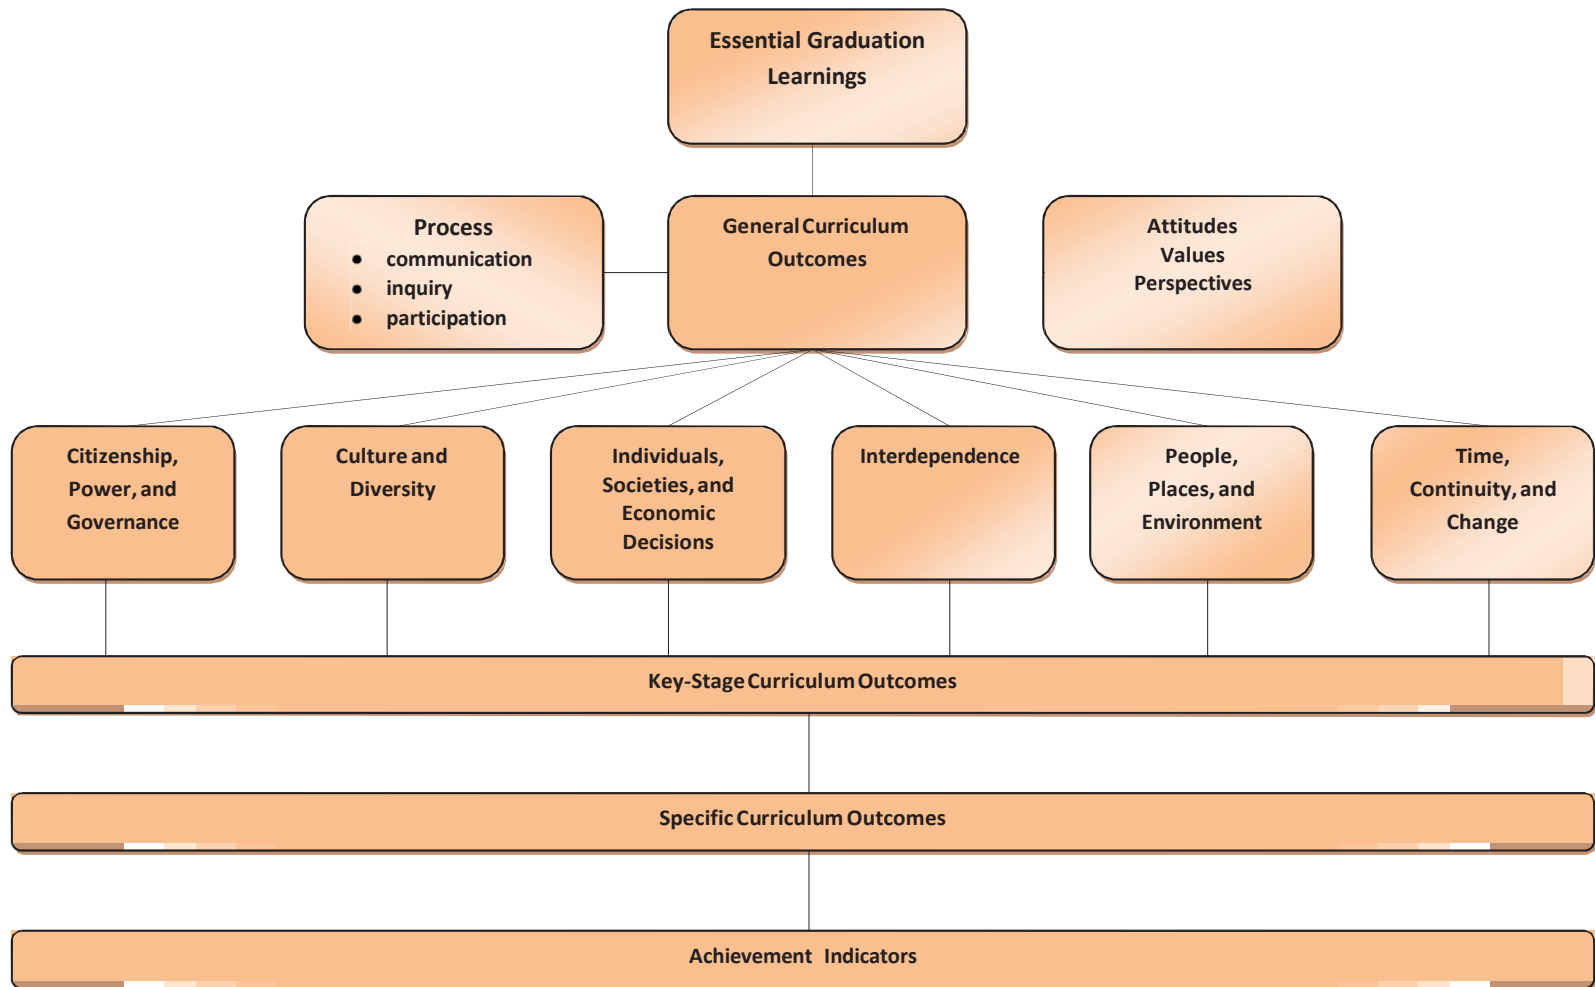 Essential Graduation
Learnings
Process
• communication
• inquiry
• participation
General Curriculum
Outcomes
Attitudes
Values
Perspectives
Citizenship,
Power, and
Governance
Culture and
Diversity
Individuals,
Societies, and
Economic
Decisions
Interdependence
People,
Places, and
Environment
Time,
Continuity, and
Change
Key-Stage Curriculum Outcomes
Specific Curriculum Outcomes
Achievement Indicators